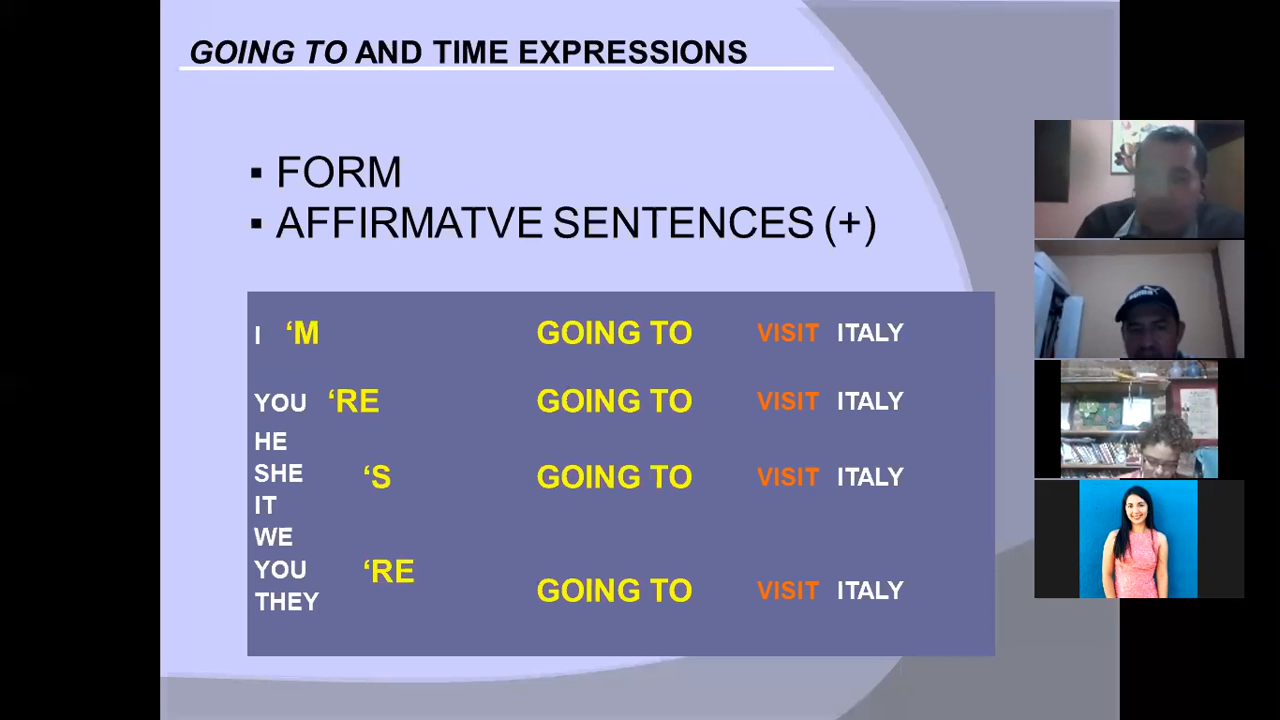 GOING TO AND TIME EXPRESSIONS
▪ FORM
▪ AFFIRMATVE SENTENCES (+)
I ‘M GOING TO VISIT ITALY
YOU ‘RE GOING TO VISIT ITALY
HE
SHE ‘S GOING TO VISIT ITALY
IT
WE
YOU ‘RE
THEY GOING TO VISIT ITALY